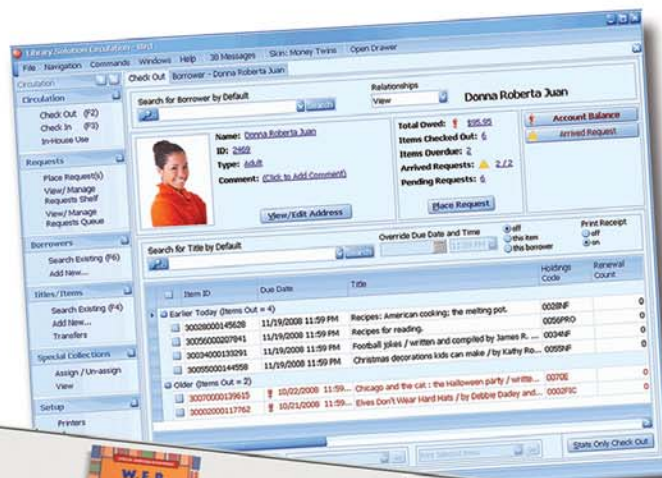 Library.Solution Circulation - Bird
File Navigation Commands Windows Help 30 Messages Skin: Money Twins Open Drawer
Circulation
Check Out Borrower - Donna Roberta Juan
Circulation
Check Out (F2)
Check In (F3)
In-House Use
Requests
Place Request(s)
View/ Manage
Requests Shelf
View/ Manage
Requests Queue
Borrowers
Search Existing (F6)
Add New...
Titles/Items
Search Existing (F4)
Add New...
Transfers
Special Collections
Assign / Un-assign
View
Setup
Printers
Search for Borrower by Default
Search
Relationships
View
Donna Roberta Juan
Name: Donna Roberta Juan
ID: 2469
Type: Adult
Comment: (Click to Add Comment)
View/Edit Address
Total Owed: $95.95
Items Checked Out: 6
Items Overdue: 2
Arrived Requests: 2 / 2
Pending Requests: 6
Place Request
Account Balance
Arrived Request
Search for Title by Default
Search
Override Due Date and Time
11:59 PM
off
this item
this borrower
Print Receipt
off
on
Item ID Due Date Title Holdings Code Renewal Count
Earlier Today (Items Out = 4)
30028000145628 11/19/2008 11:59 PM Recipes: American cooking; the melting pot. 0028NF 0
30056000207841 11/19/2008 11:59 PM Recipes for reading. 0056PRO 0
30034000133291 11/19/2008 11:59 PM Football jokes / written and compiled by James R. ... 0034NF 0
30055000144558 11/19/2008 11:59 PM Christmas decorations kids can make / by Kathy Ro... 0055NF 0
Older (Items Out = 2)
30070000139615 10/22/2008 11:59... Chicago and the cat : the Halloween party / writte... 0070E 0
30002000117762 10/21/2008 11:59... Elves Don't Wear Hard Hats / by Debbie Dadey and... 0002FIC 0
Stats Only Check Out
W.E.B.